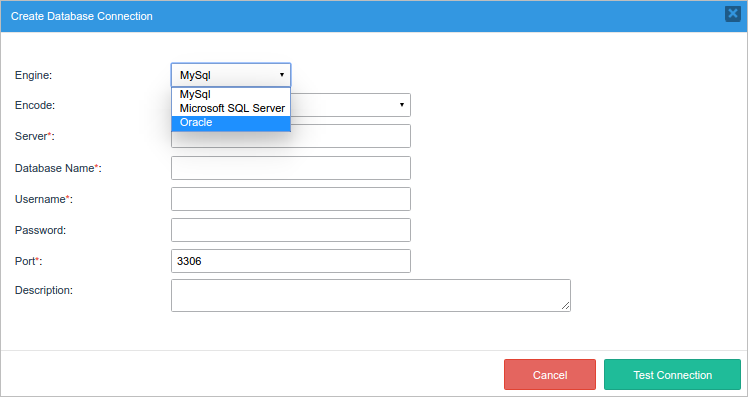 Create Database Connection
Engine: MySql
MySql
Encode:
Microsoft SQL Server
Oracle
Server*:
Database Name*:
Username*:
Password:
Port*: 3306
Description:
Cancel Test Connection